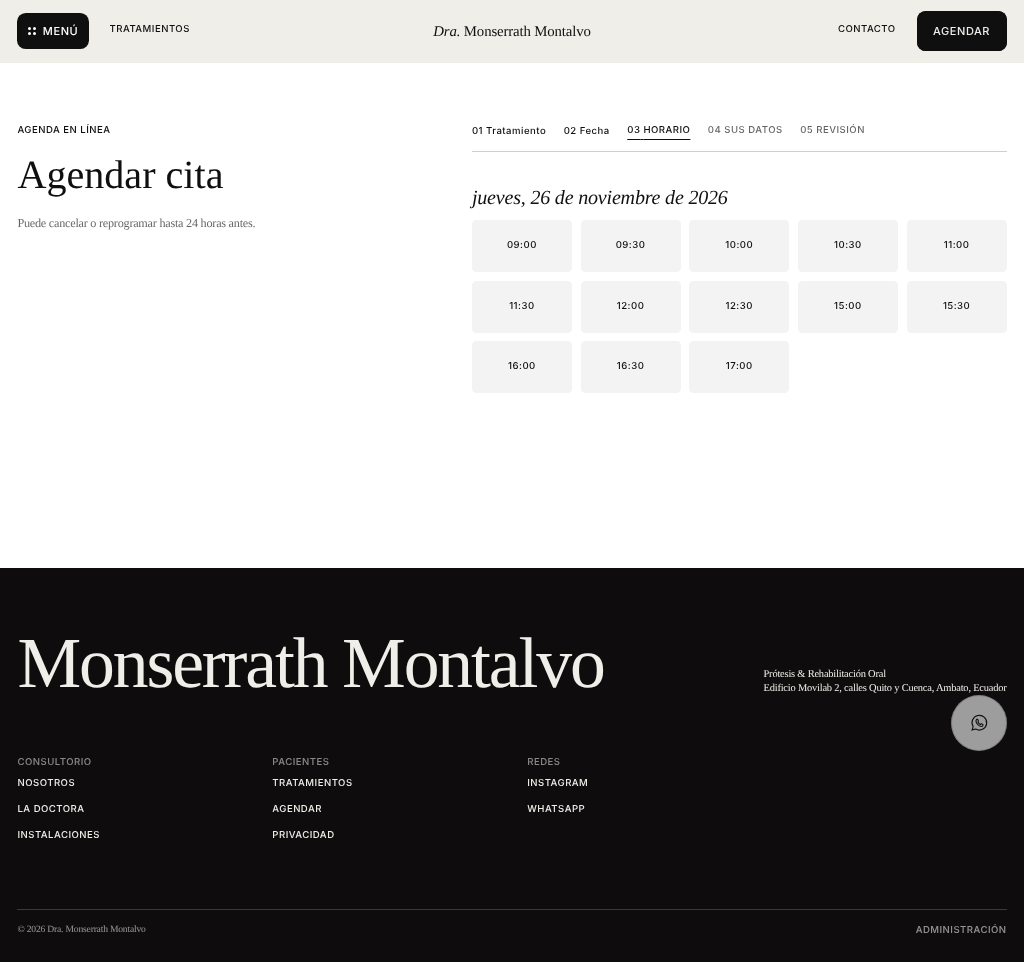 MENÚ
TRATAMIENTOS
Dra. Monserrath Montalvo
CONTACTO
AGENDAR
AGENDA EN LÍNEA
Agendar cita
Puede cancelar o reprogramar hasta 24 horas antes.
01 Tratamiento
02 Fecha
03 HORARIO
04 SUS DATOS
05 REVISIÓN
jueves, 26 de noviembre de 2026
09:00
09:30
10:00
10:30
11:00
11:30
12:00
12:30
15:00
15:30
16:00
16:30
17:00
Monserrath Montalvo
Prótesis & Rehabilitación Oral
Edificio Movilab 2, calles Quito y Cuenca, Ambato, Ecuador
CONSULTORIO
NOSOTROS
LA DOCTORA
INSTALACIONES
PACIENTES
TRATAMIENTOS
AGENDAR
PRIVACIDAD
REDES
INSTAGRAM
WHATSAPP
© 2026 Dra. Monserrath Montalvo
ADMINISTRACIÓN